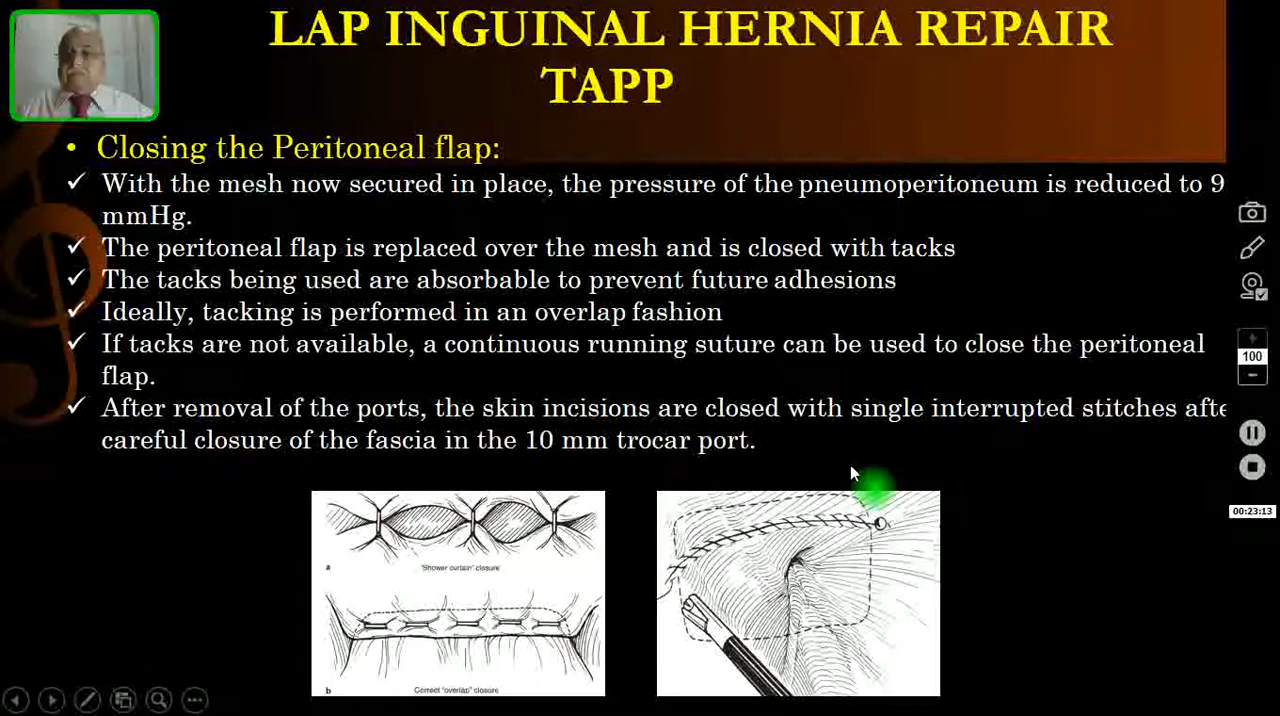 LAP INGUINAL HERNIA REPAIR
TAPP
• Closing the Peritoneal flap:
✓ With the mesh now secured in place, the pressure of the pneumoperitoneum is reduced to 9
mmHg.
✓ The peritoneal flap is replaced over the mesh and is closed with tacks
✓ The tacks being used are absorbable to prevent future adhesions
✓ Ideally, tacking is performed in an overlap fashion
✓ If tacks are not available, a continuous running suture can be used to close the peritoneal
flap.
✓ After removal of the ports, the skin incisions are closed with single interrupted stitches afte
careful closure of the fascia in the 10 mm trocar port.
a "Shower curtain" closure
b Correct "overlap" closure
100
00:23:13